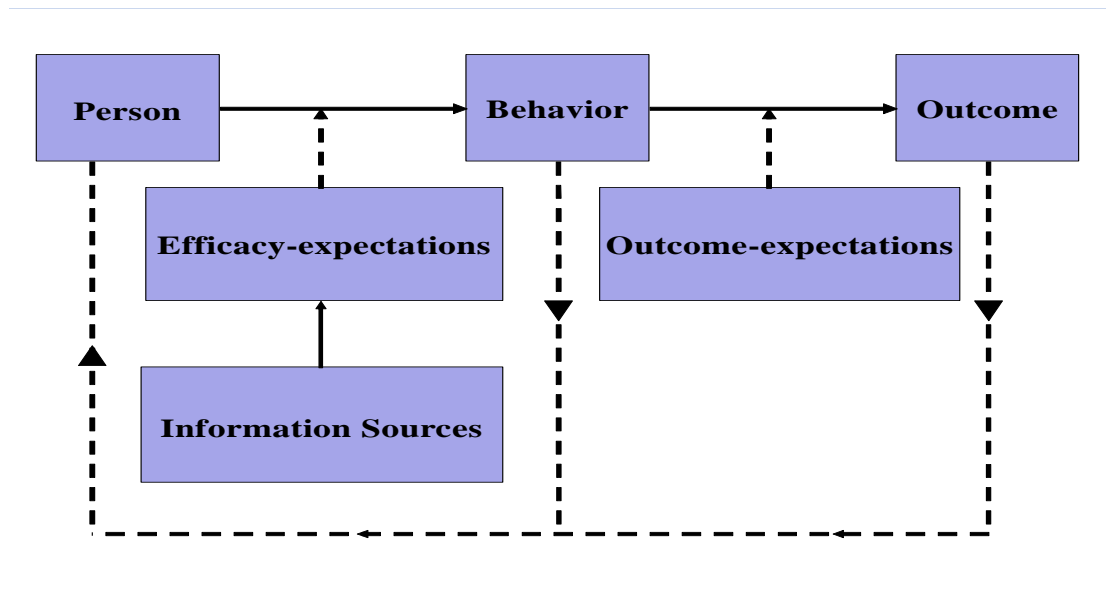 Person
Behavior
Outcome
Efficacy-expectations
Outcome-expectations
Information Sources